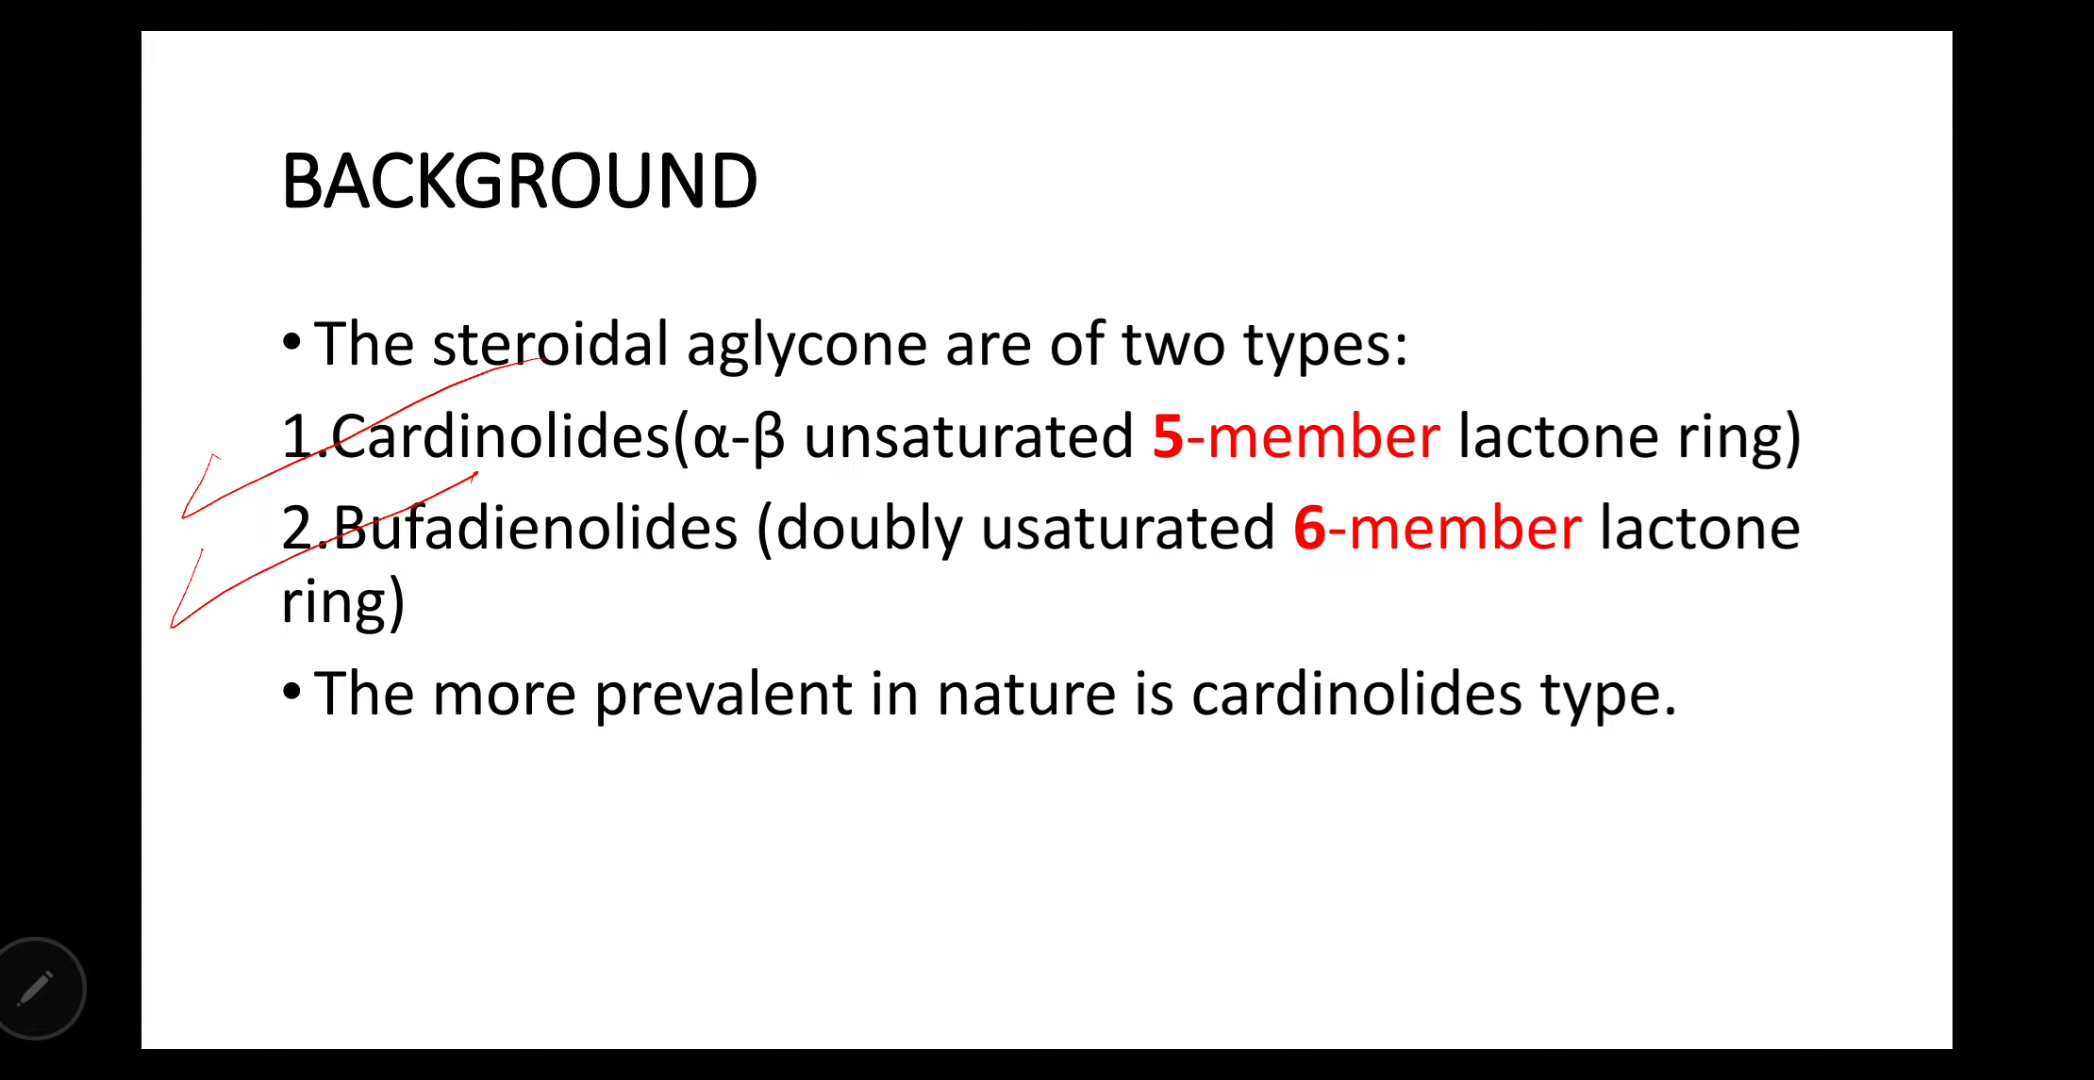 BACKGROUND
• The steroidal aglycone are of two types:
1.Cardinolides(α-β unsaturated 5-member lactone ring)
2.Bufadienolides (doubly usaturated 6-member lactone
ring)
• The more prevalent in nature is cardinolides type.